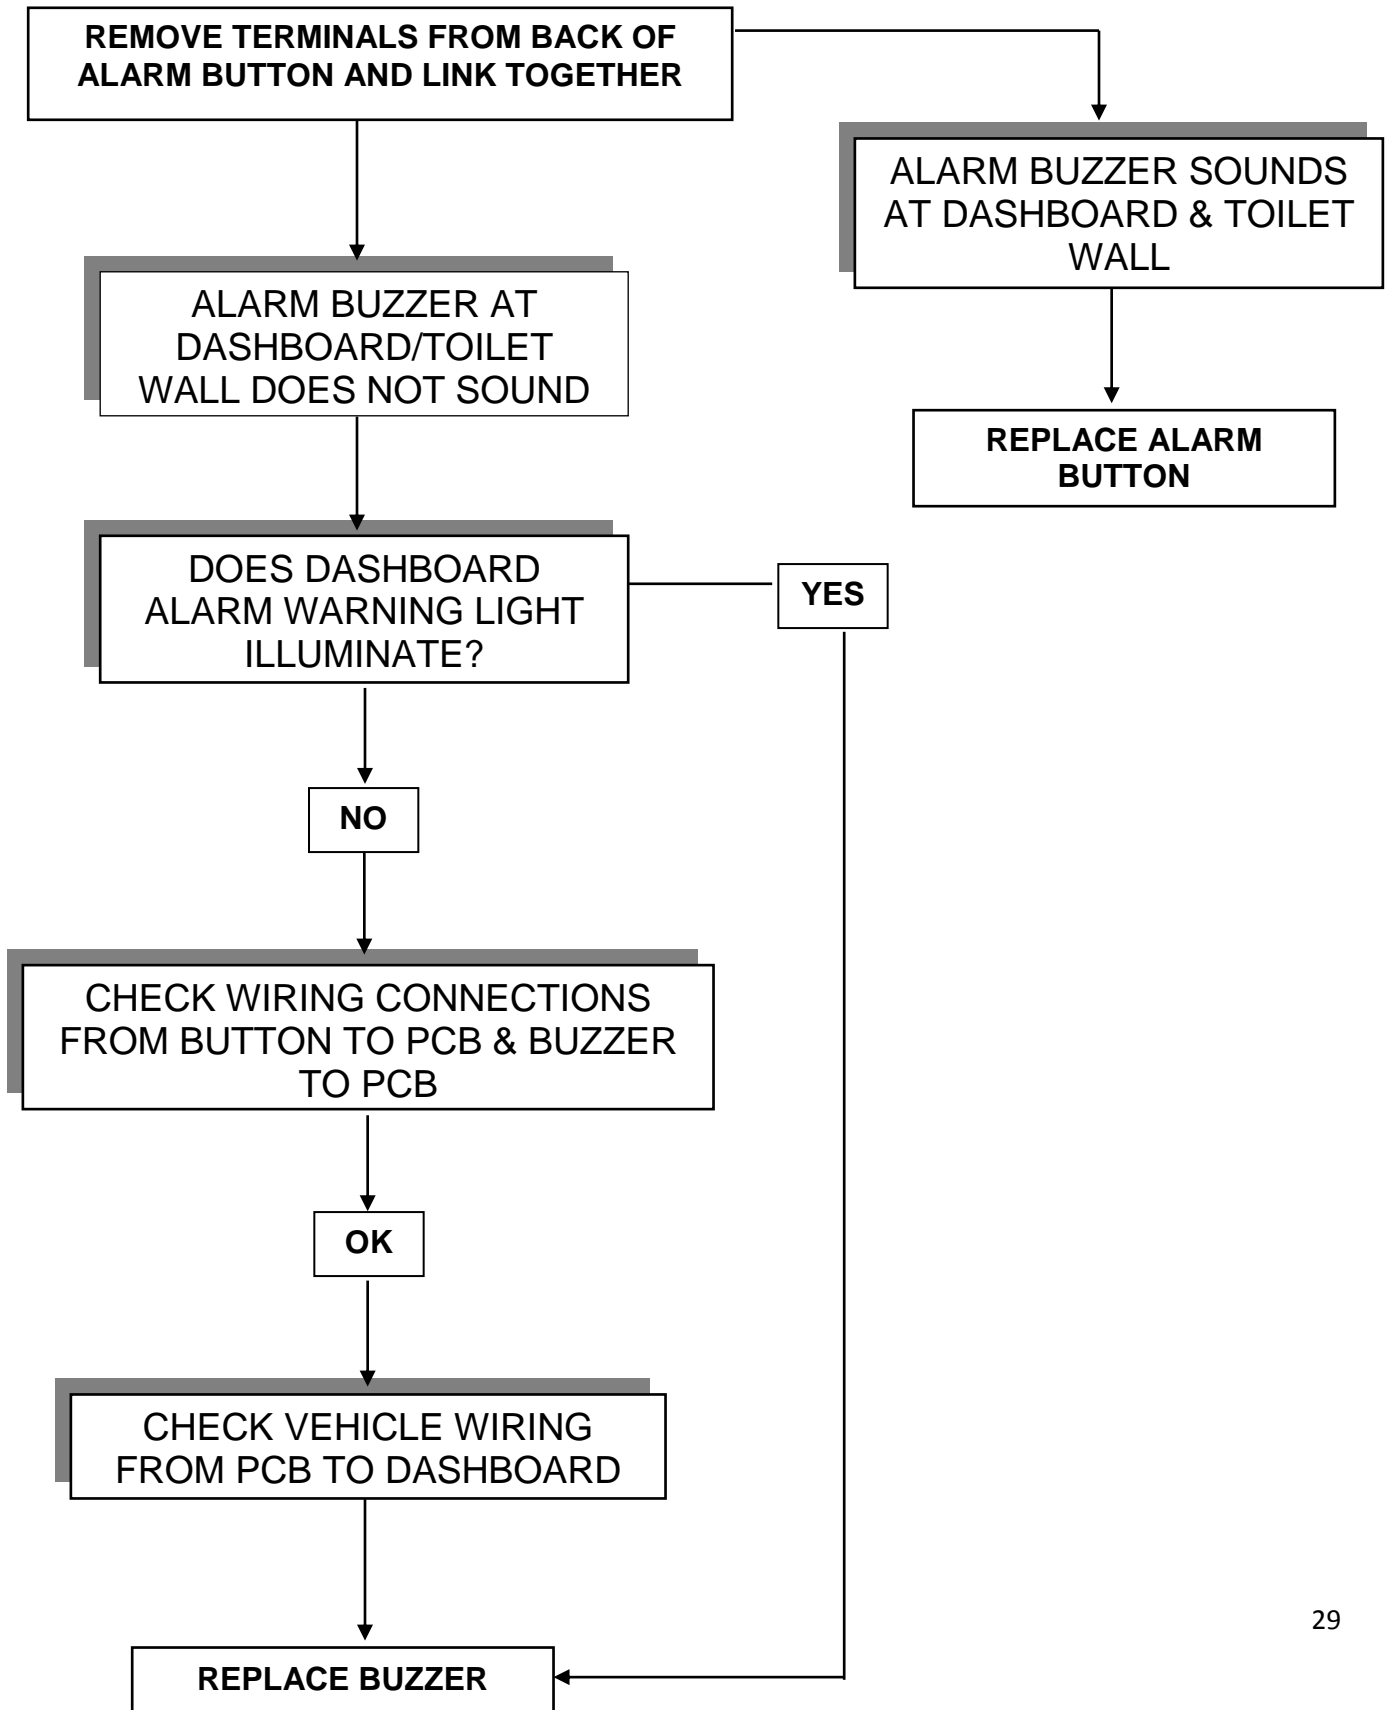 REMOVE TERMINALS FROM BACK OF
ALARM BUTTON AND LINK TOGETHER
ALARM BUZZER SOUNDS
AT DASHBOARD & TOILET
WALL
ALARM BUZZER AT
DASHBOARD/TOILET
WALL DOES NOT SOUND
REPLACE ALARM
BUTTON
DOES DASHBOARD
ALARM WARNING LIGHT
ILLUMINATE?
YES
NO
CHECK WIRING CONNECTIONS
FROM BUTTON TO PCB & BUZZER
TO PCB
OK
CHECK VEHICLE WIRING
FROM PCB TO DASHBOARD
29
REPLACE BUZZER